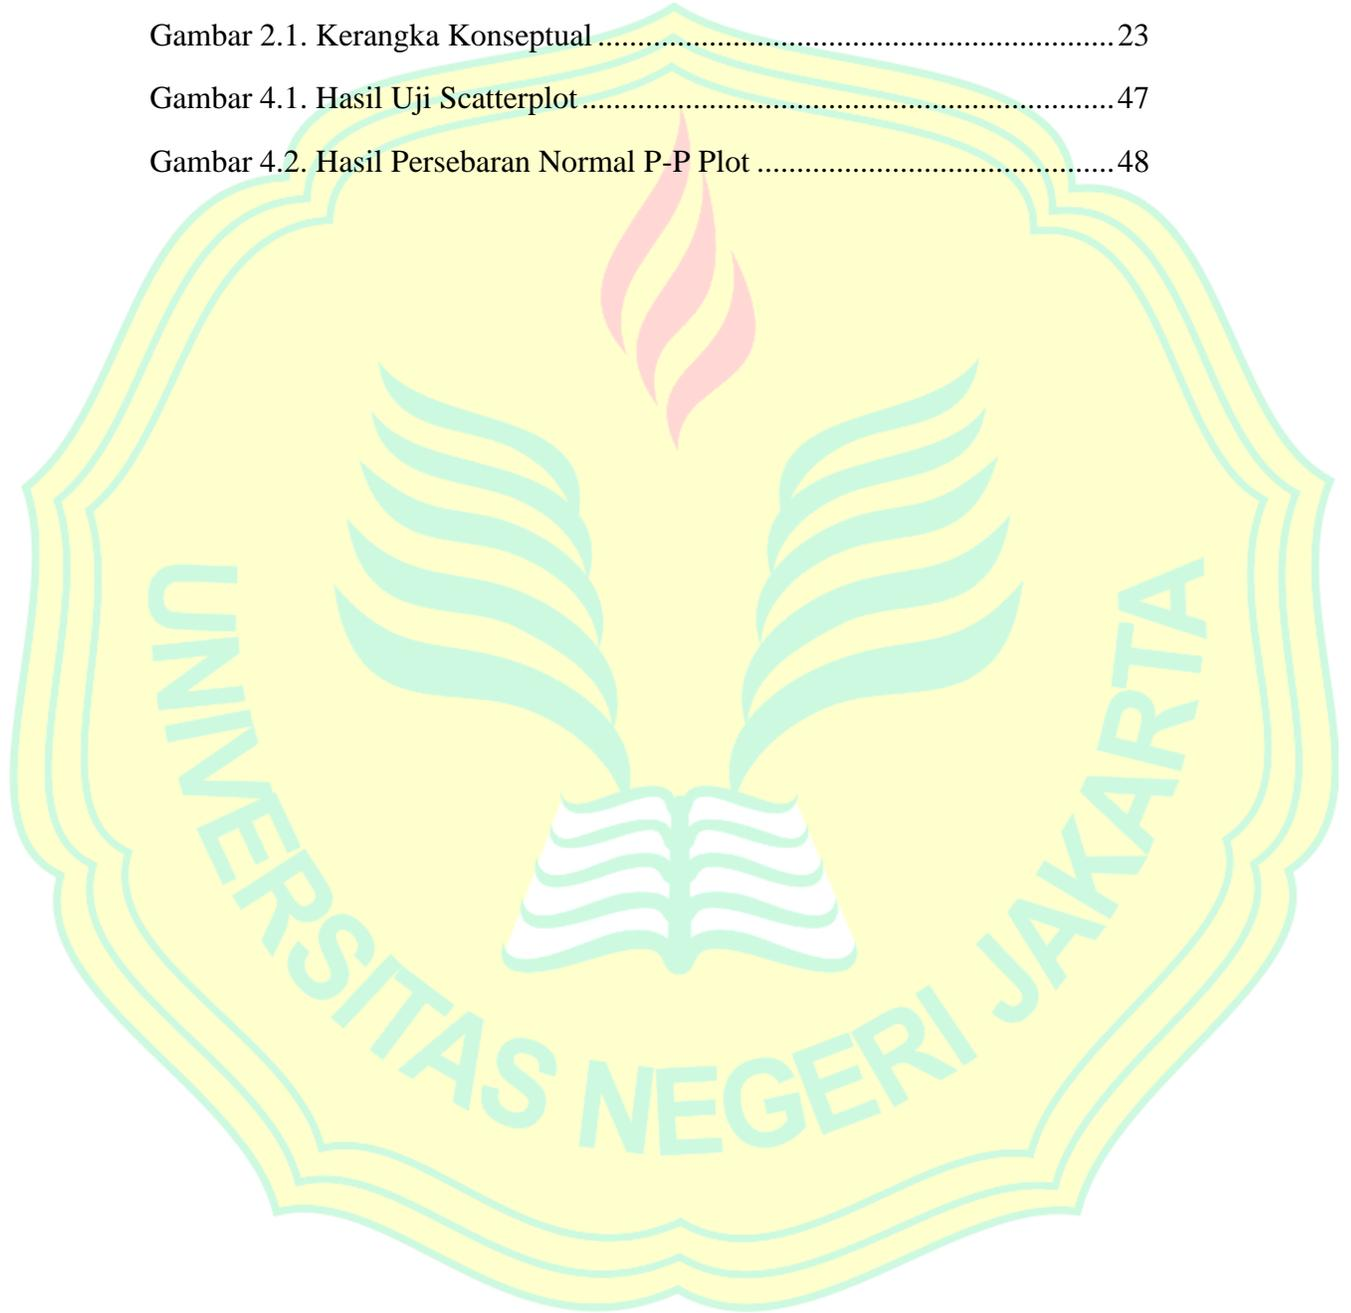 Gambar 2.1. Kerangka Konseptual.................................................................23
Gambar 4.1. Hasil Uji Scatterplot...................................................................47
Gambar 4.2. Hasil Persebaran Normal P-P Plot .............................................48
UNIVERSITAS NEGERI JAKARTA